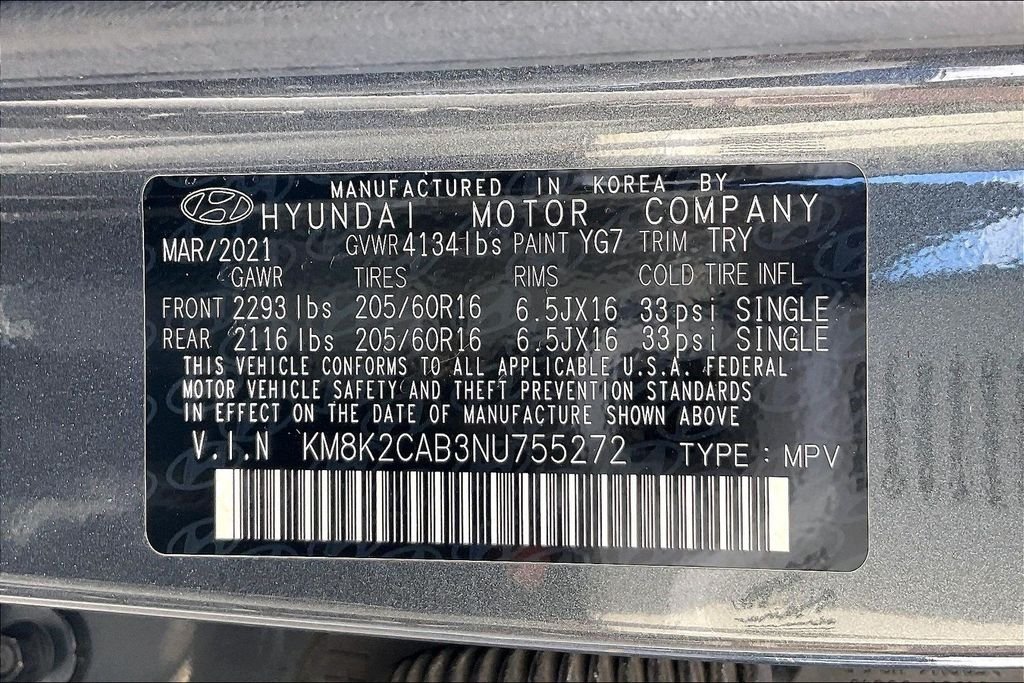 MANUFACTURED IN KOREA BY
HYUNDAI MOTOR COMPANY
MAR/2021 GVWR 4134 lbs PAINT YG7 TRIM TRY
GAWR TIRES RIMS COLD TIRE INFL
FRONT 2293 lbs 205/60R16 6.5JX16 33psi SINGLE
REAR 2116 lbs 205/60R16 6.5JX16 33psi SINGLE
THIS VEHICLE CONFORMS TO ALL APPLICABLE U.S.A. FEDERAL
MOTOR VEHICLE SAFETY AND THEFT PREVENTION STANDARDS
IN EFFECT ON THE DATE OF MANUFACTURE SHOWN ABOVE
V.I.N KM8K2CAB3NU755272 TYPE : MPV